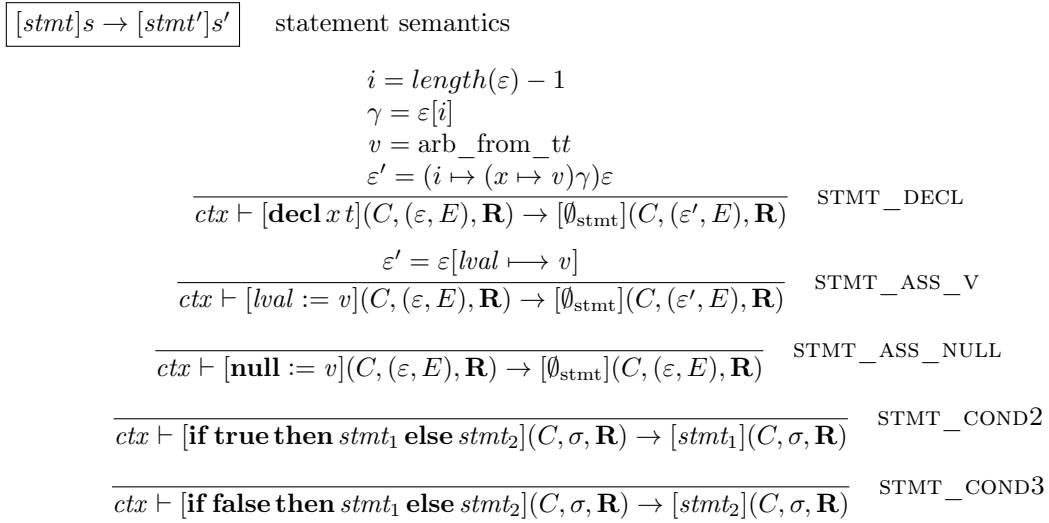 [stmt]s → [stmt′]s′ statement semantics
i = length(ε) − 1
γ = ε[i]
v = arb_from_tt
ε′ = (i ↦ (x ↦ v)γ)ε
ctx ⊢ [decl x t](C, (ε, E), R) → [∅stmt](C, (ε′, E), R) STMT_DECL
ε′ = ε[lval ⟼ v]
ctx ⊢ [lval := v](C, (ε, E), R) → [∅stmt](C, (ε′, E), R) STMT_ASS_V
ctx ⊢ [null := v](C, (ε, E), R) → [∅stmt](C, (ε, E), R) STMT_ASS_NULL
ctx ⊢ [if true then stmt₁ else stmt₂](C, σ, R) → [stmt₁](C, σ, R) STMT_COND2
ctx ⊢ [if false then stmt₁ else stmt₂](C, σ, R) → [stmt₂](C, σ, R) STMT_COND3